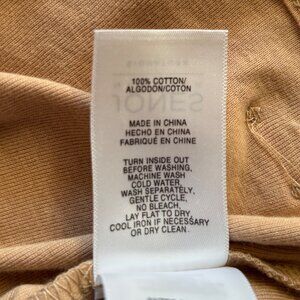 100% COTTON/
ALGODON/COTON
JONES
MADE IN CHINA
HECHO EN CHINA
FABRIQUÉ EN CHINE
TURN INSIDE OUT
BEFORE WASHING,
MACHINE WASH
COLD WATER,
WASH SEPARATELY,
GENTLE CYCLE,
NO BLEACH,
LAY FLAT TO DRY,
COOL IRON IF NECESSARY
OR DRY CLEAN.